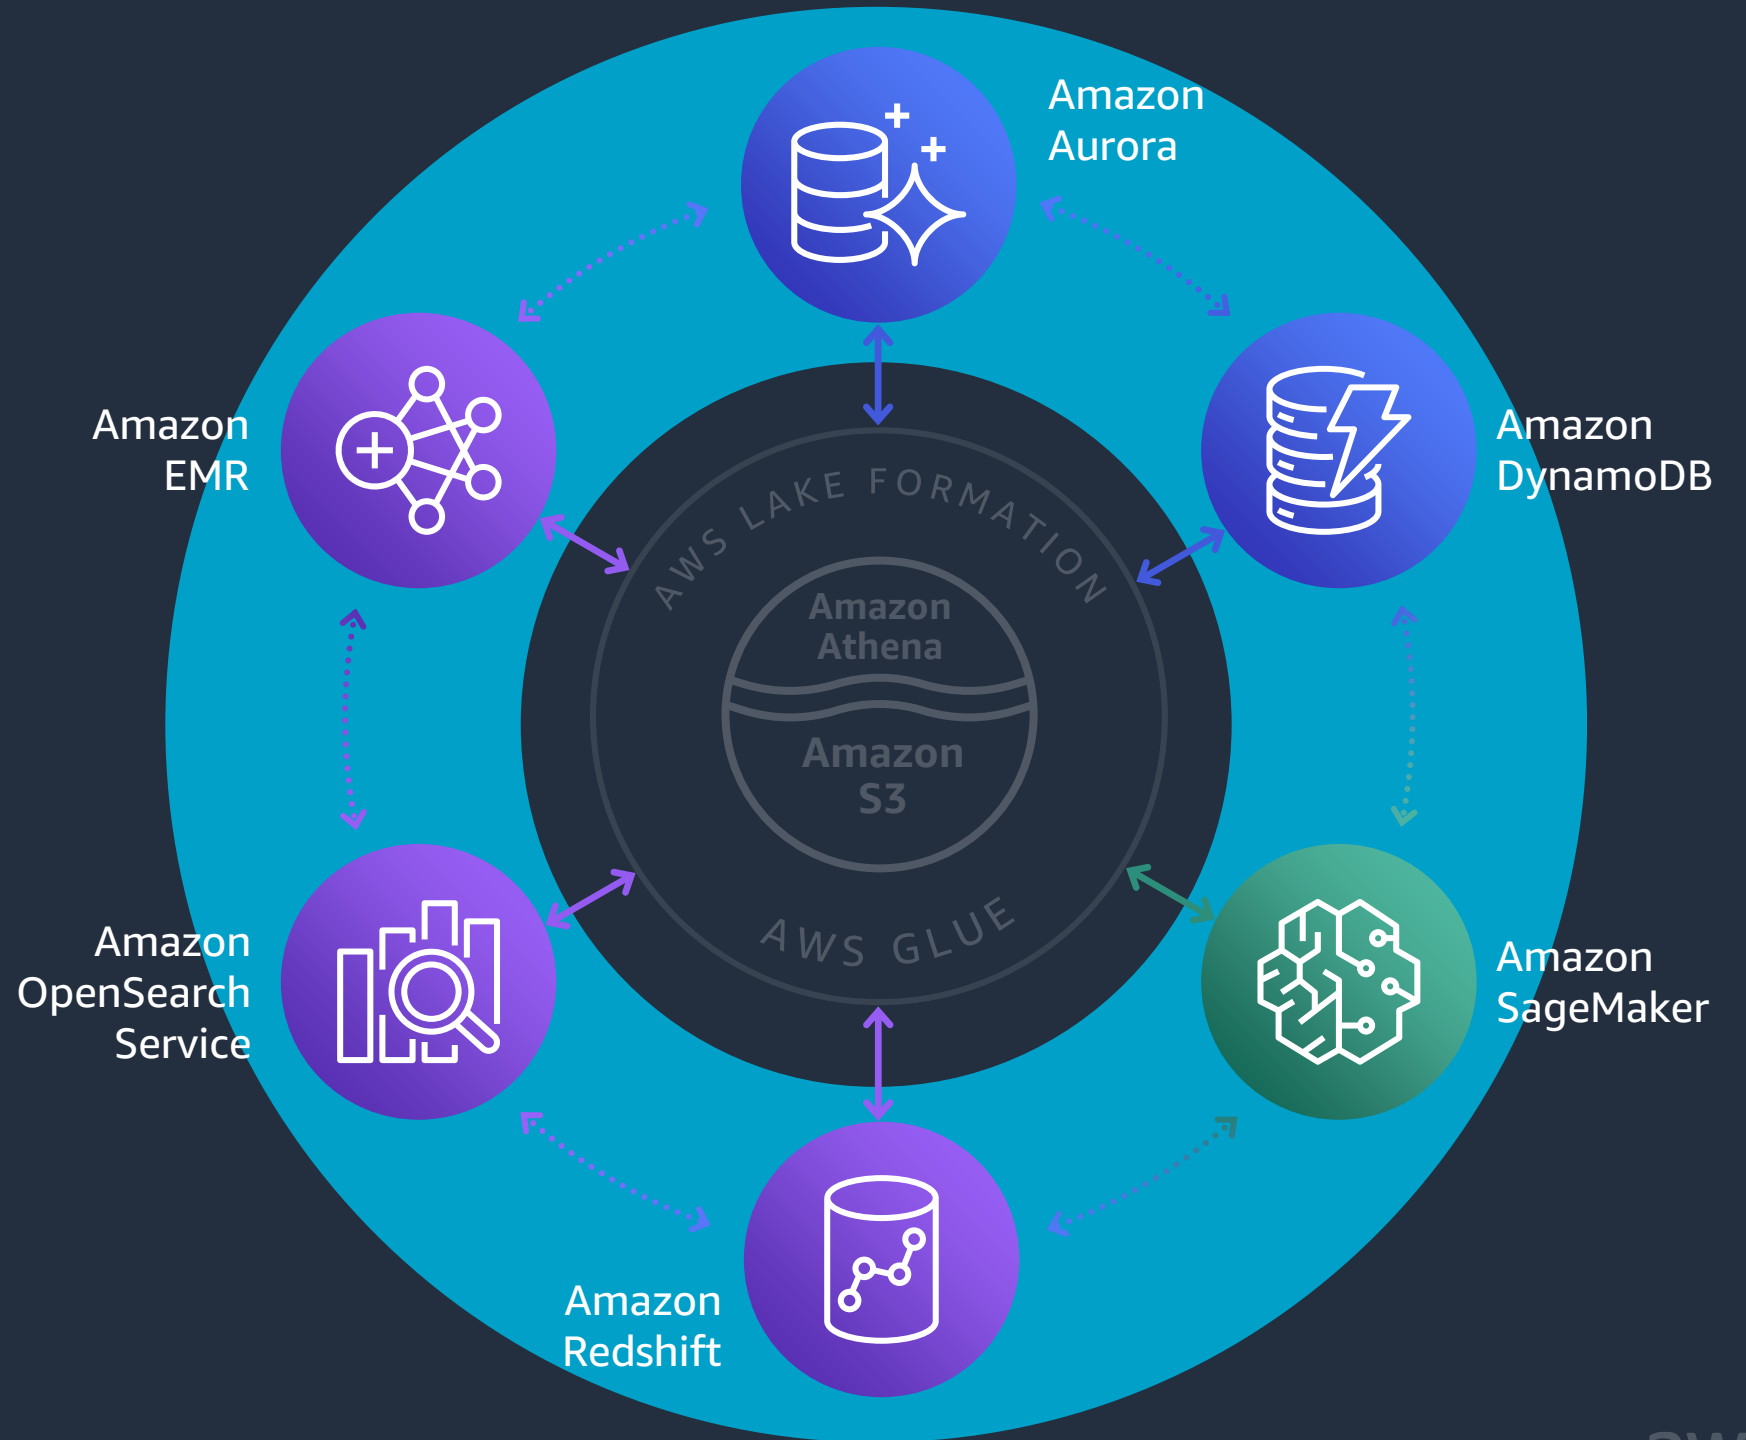 Amazon
Aurora
Amazon
EMR
Amazon
DynamoDB
AWS LAKE FORMATION
Amazon
Athena
Amazon
S3
AWS GLUE
Amazon
OpenSearch
Service
Amazon
SageMaker
Amazon
Redshift